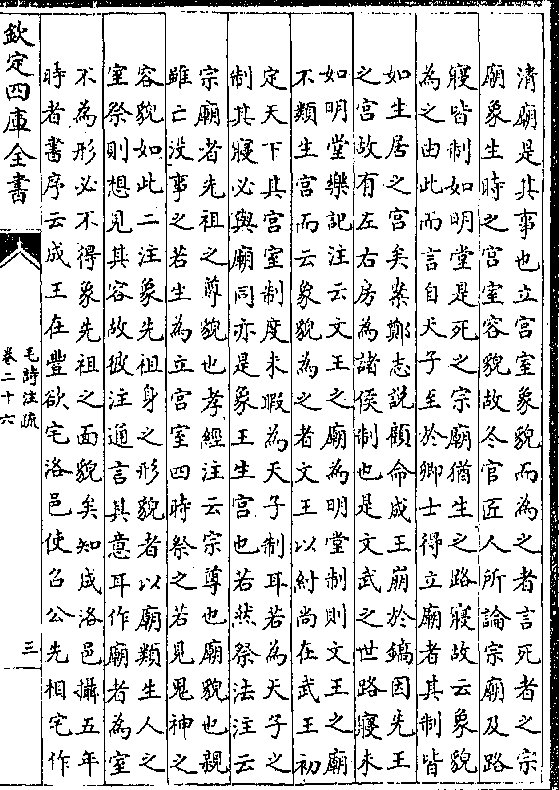 清廟是其事也立宮室象貌而為之者言死者之宗
廟象生時之宮室容貌故冬官匠人所論宗廟及路
寢皆制如明堂是死之宗廟猶生之路寢故云象貌
為之由此而言自天子至於卿士得立廟者其制皆
如生居之宮矣案鄭志說顧命成王崩於鎬因先王
之宮故有左右房為諸侯制也是文武之世路寢未
如明堂樂記注云文王之廟為明堂制則文王之廟
不類生宮而云象貌為之者文王以紂尚在武王初
定天下其宮室制度未暇為天子制耳若為天子之
制其寢必與廟同亦是象王生宮也若然祭法注云
宗廟者先祖之尊貌也孝經注云宗尊也廟貌也親
雖亡没事之若生為立宮室四時祭之若見鬼神之
容貌如此二注象先祖身之形貌者以廟類生人之
室祭則想見其容故彼注通言其意耳作廟者為室
不為形必不得象先祖之面貌矣知成洛邑攝五年
時者書序云成王在豐欲宅洛邑使召公先相宅作
欽定四庫全書
毛詩注疏
卷二十六
三